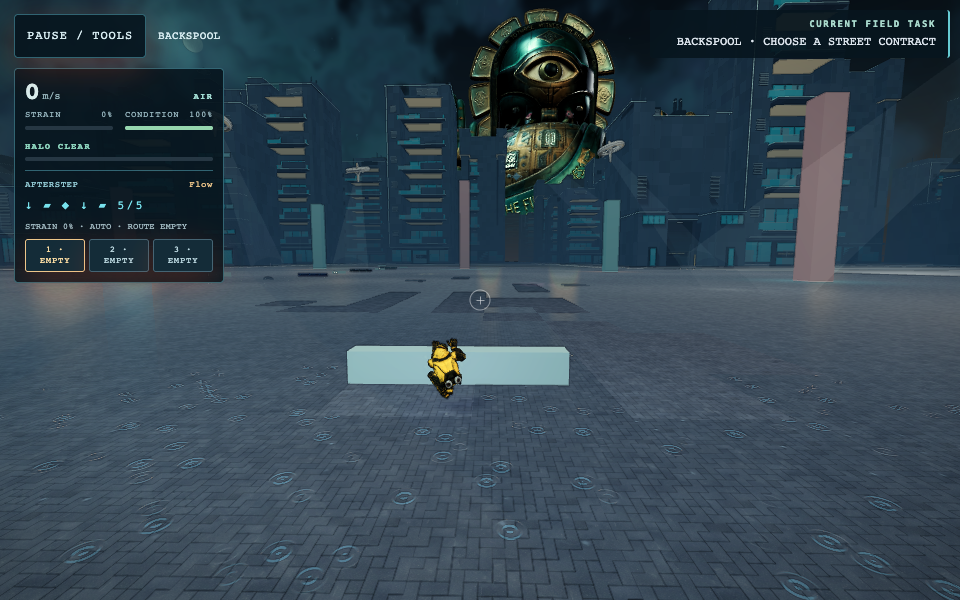 PAUSE / TOOLS
BACKSPOOL
CURRENT FIELD TASK
BACKSPOOL · CHOOSE A STREET CONTRACT
0 m/s
AIR
STRAIN 0%
CONDITION 100%
HALO CLEAR
AFTERSTEP
Flow
5/5
STRAIN 0% · AUTO · ROUTE EMPTY
1 ·
EMPTY
2 ·
EMPTY
3 ·
EMPTY